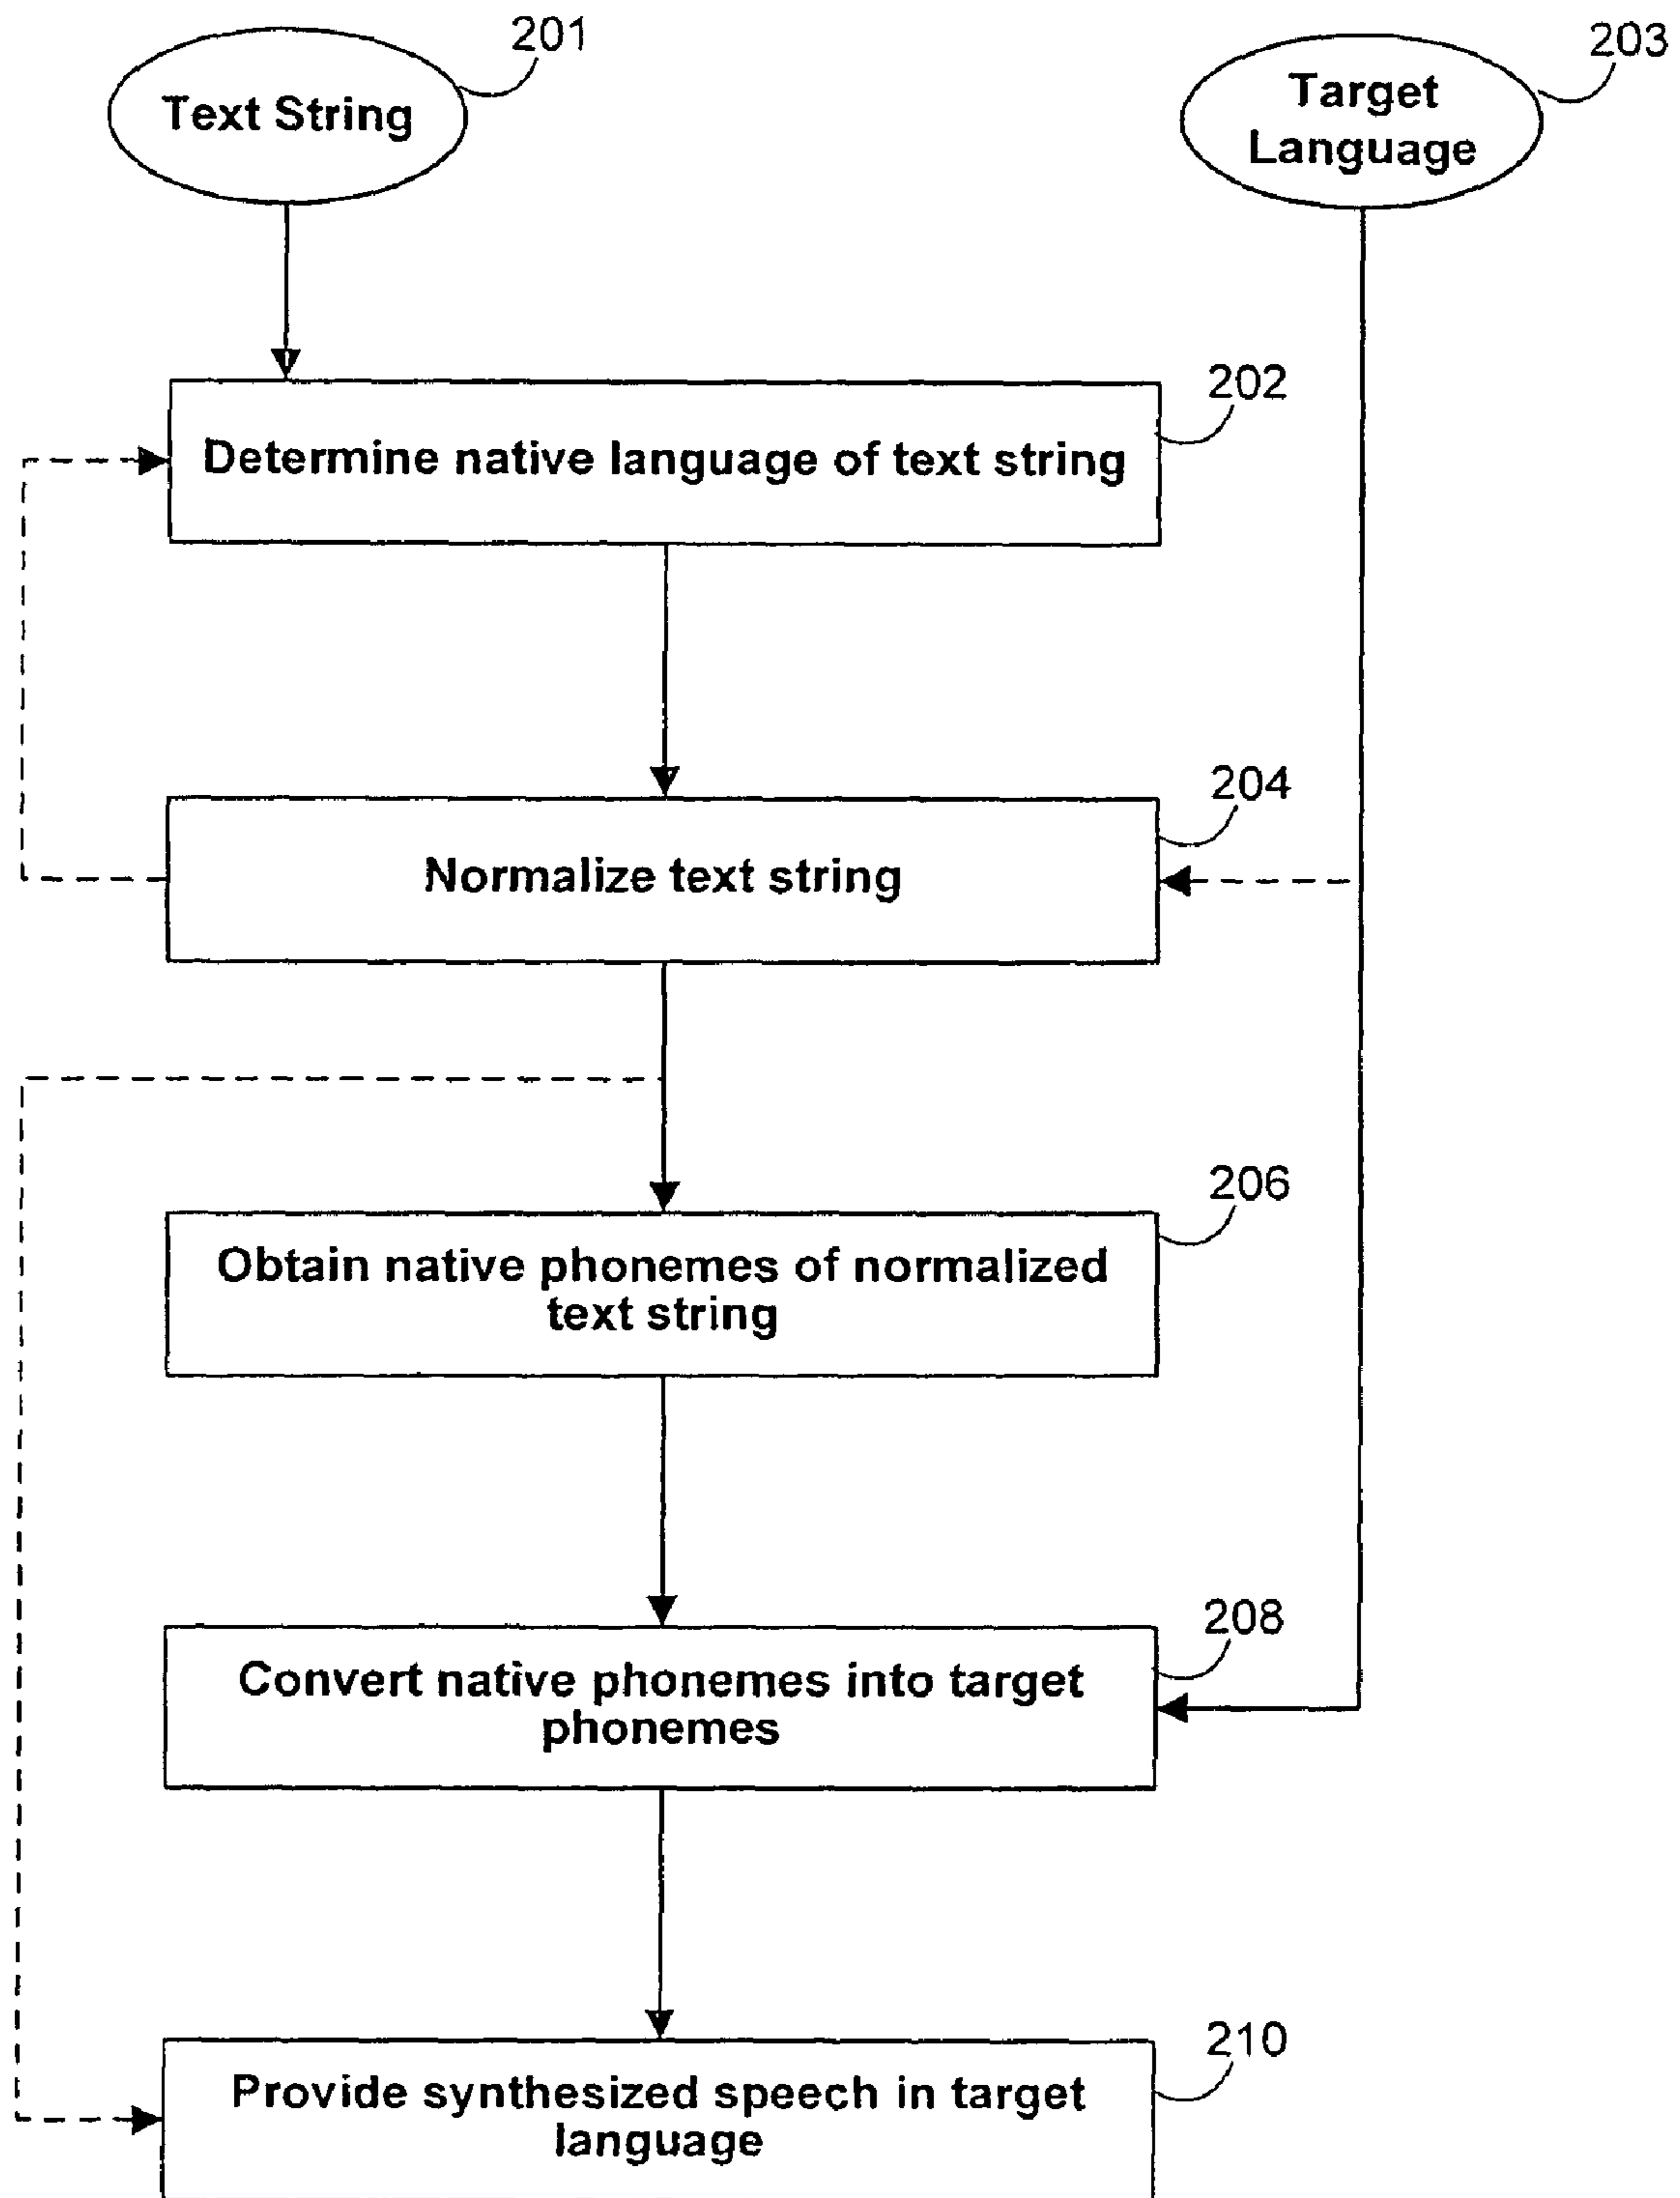 201
Text String
203
Target
Language
202
Determine native language of text string
204
Normalize text string
206
Obtain native phonemes of normalized
text string
208
Convert native phonemes into target
phonemes
210
Provide synthesized speech in target
language